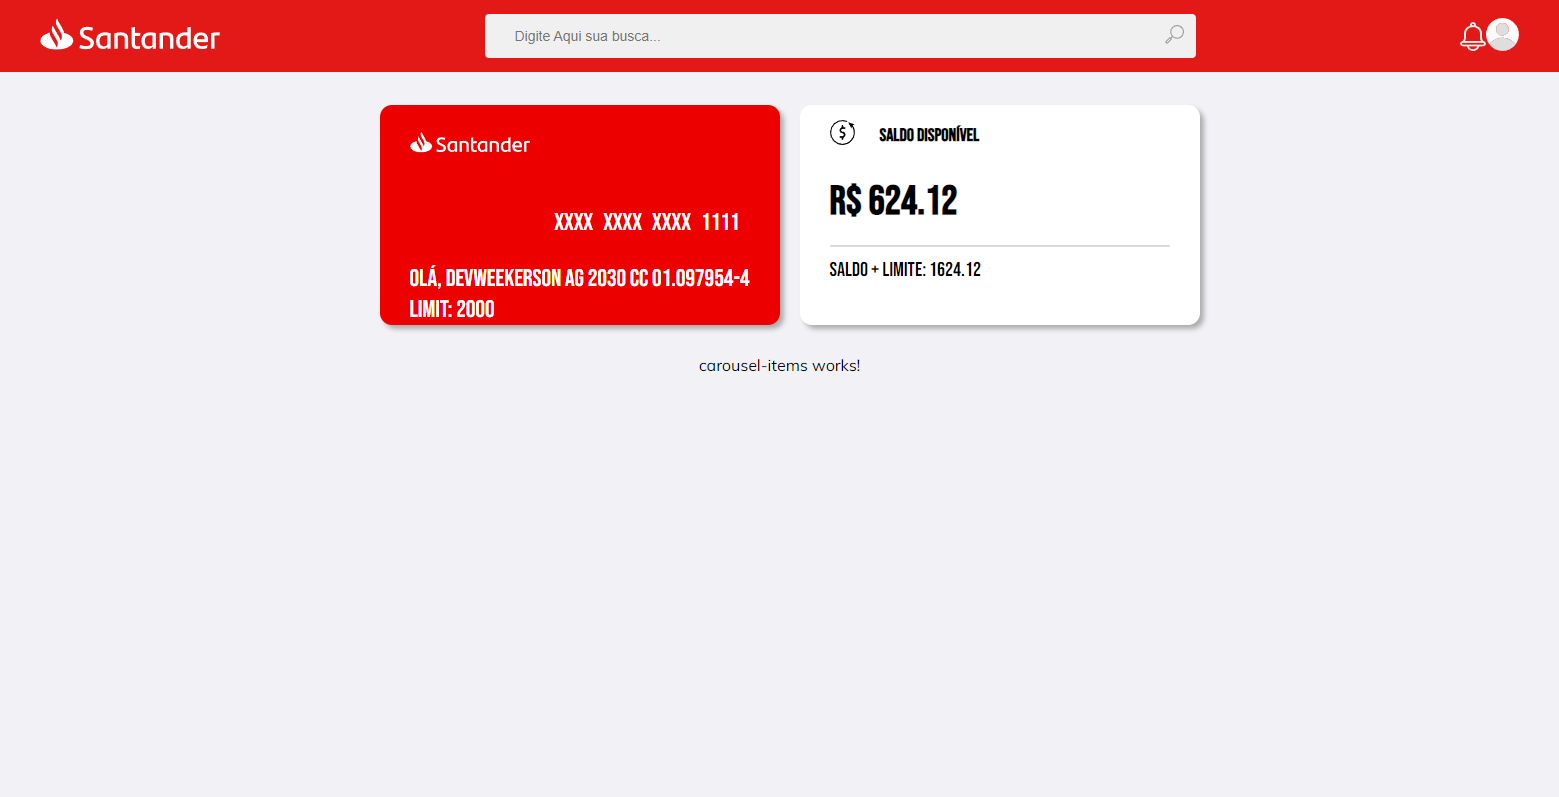 Santander
Digite Aqui sua busca...
Santander
XXXX XXXX XXXX 1111
OLÁ, DEVWEEKERSON AG 2030 CC 01.097954-4
LIMIT: 2000
$
SALDO DISPONÍVEL
R$ 624.12
SALDO + LIMITE: 1624.12
carousel-items works!